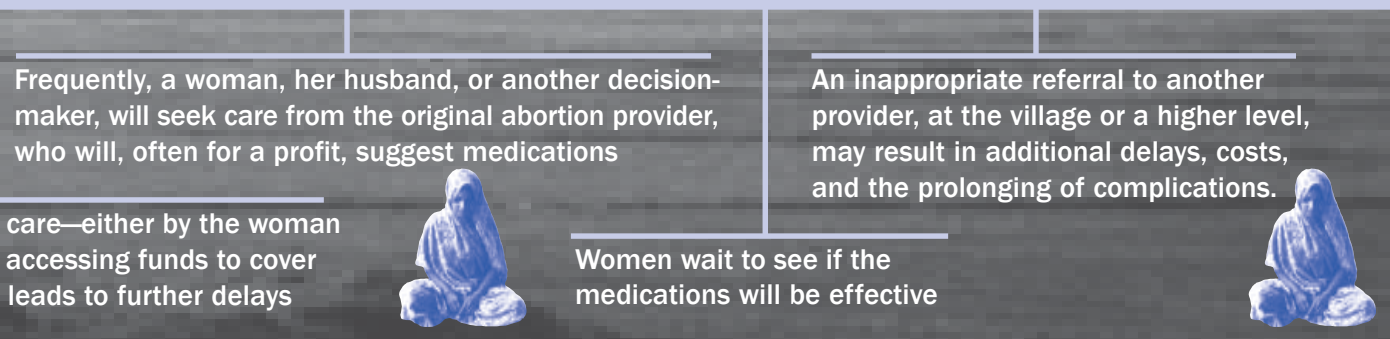 Frequently, a woman, her husband, or another decision-
maker, will seek care from the original abortion provider,
who will, often for a profit, suggest medications
An inappropriate referral to another
provider, at the village or a higher level,
may result in additional delays, costs,
and the prolonging of complications.
care—either by the woman
accessing funds to cover
leads to further delays
Women wait to see if the
medications will be effective